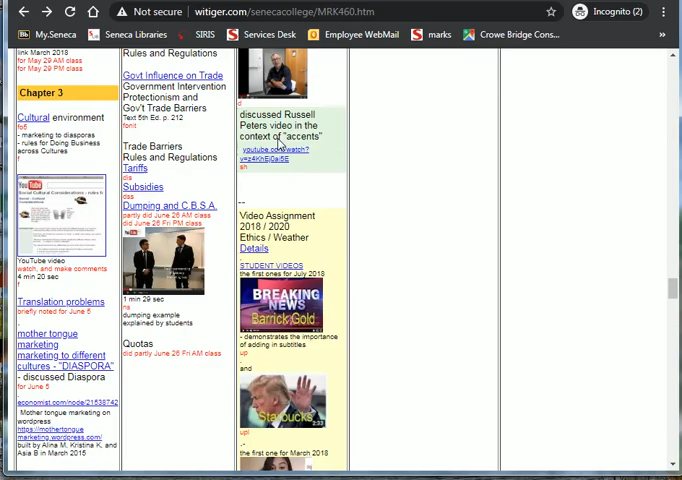 Not secure
witiger.com/senecacollege/MRK460.htm
Incognito (2)
My.Seneca
Seneca Libraries
SIRIS
Services Desk
Employee WebMail
marks
Crowe Bridge Cons...
link March 2018
for May 29 AM class
for May 29 PM class
Chapter 3
Cultural environment
- marketing to diasporas
- rules for Doing Business
across Cultures
f
YouTube video
watch, and make comments
4 min 20 sec
f
Translation problems
briefly noted for June 5
.
mother tongue
marketing
marketing to different
cultures - "DIASPORA"
- discussed Diaspora
for June 5
.
economist.com/node/21538742
Mother tongue marketing on
wordpress
https://mothertongue
marketing.wordpress.com/
built by Alina M, Kristina K, and
Asia B in March 2015
Rules and Regulations
Govt Influence on Trade
Government Intervention
Protectionism and
Gov't Trade Barriers
Text 5th Ed. p. 212
fonit
Trade Barriers
Rules and Regulations
Tariffs
dis
Subsidies
dss
Dumping and C.B.S.A.
partly did June 26 AM class
did June 26 Fri PM class
1 min 29 sec
ns
dumping example
explained by students
Quotas
did partly June 26 Fri AM class
d
discussed Russell
Peters video in the
context of "accents"
youtube.com/watch?
v=z4KhEj0ai5E
sh
--
Video Assignment
2018 / 2020
Ethics / Weather
Details
.
STUDENT VIDEOS
the first ones for July 2018
BREAKING
NEWS
Barrick Gold
- demonstrates the importance
of adding in subtitles
up
.
and
Starbucks
2:33
up!
.-
the first one for March 2018